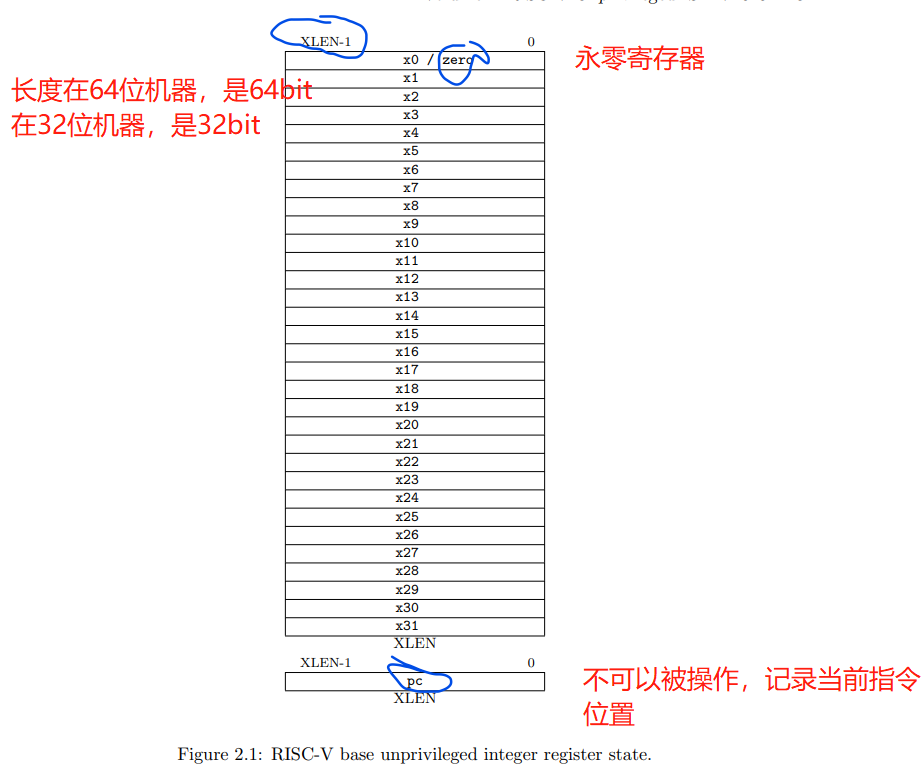 XLEN-1 0
永零寄存器
x0 / zero
长度在64位机器，是64bit
在32位机器，是32bit
x1
x2
x3
x4
x5
x6
x7
x8
x9
x10
x11
x12
x13
x14
x15
x16
x17
x18
x19
x20
x21
x22
x23
x24
x25
x26
x27
x28
x29
x30
x31
XLEN
XLEN-1 0
pc
XLEN
不可以被操作，记录当前指令
位置
Figure 2.1: RISC-V base unprivileged integer register state.